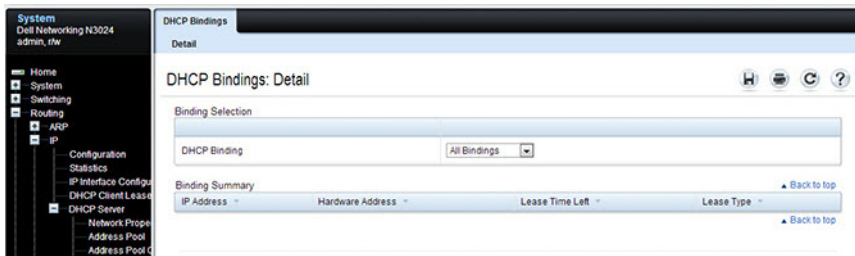 System
Dell Networking N3024
admin, r/w
Home
System
Switching
Routing
ARP
IP
Configuration
Statistics
IP Interface Configu
DHCP Client Lease
DHCP Server
Network Prope
Address Pool
Address Pool C
DHCP Bindings
Detail
DHCP Bindings: Detail
Binding Selection
DHCP Binding All Bindings
Binding Summary Back to top
IP Address Hardware Address Lease Time Left Lease Type
Back to top